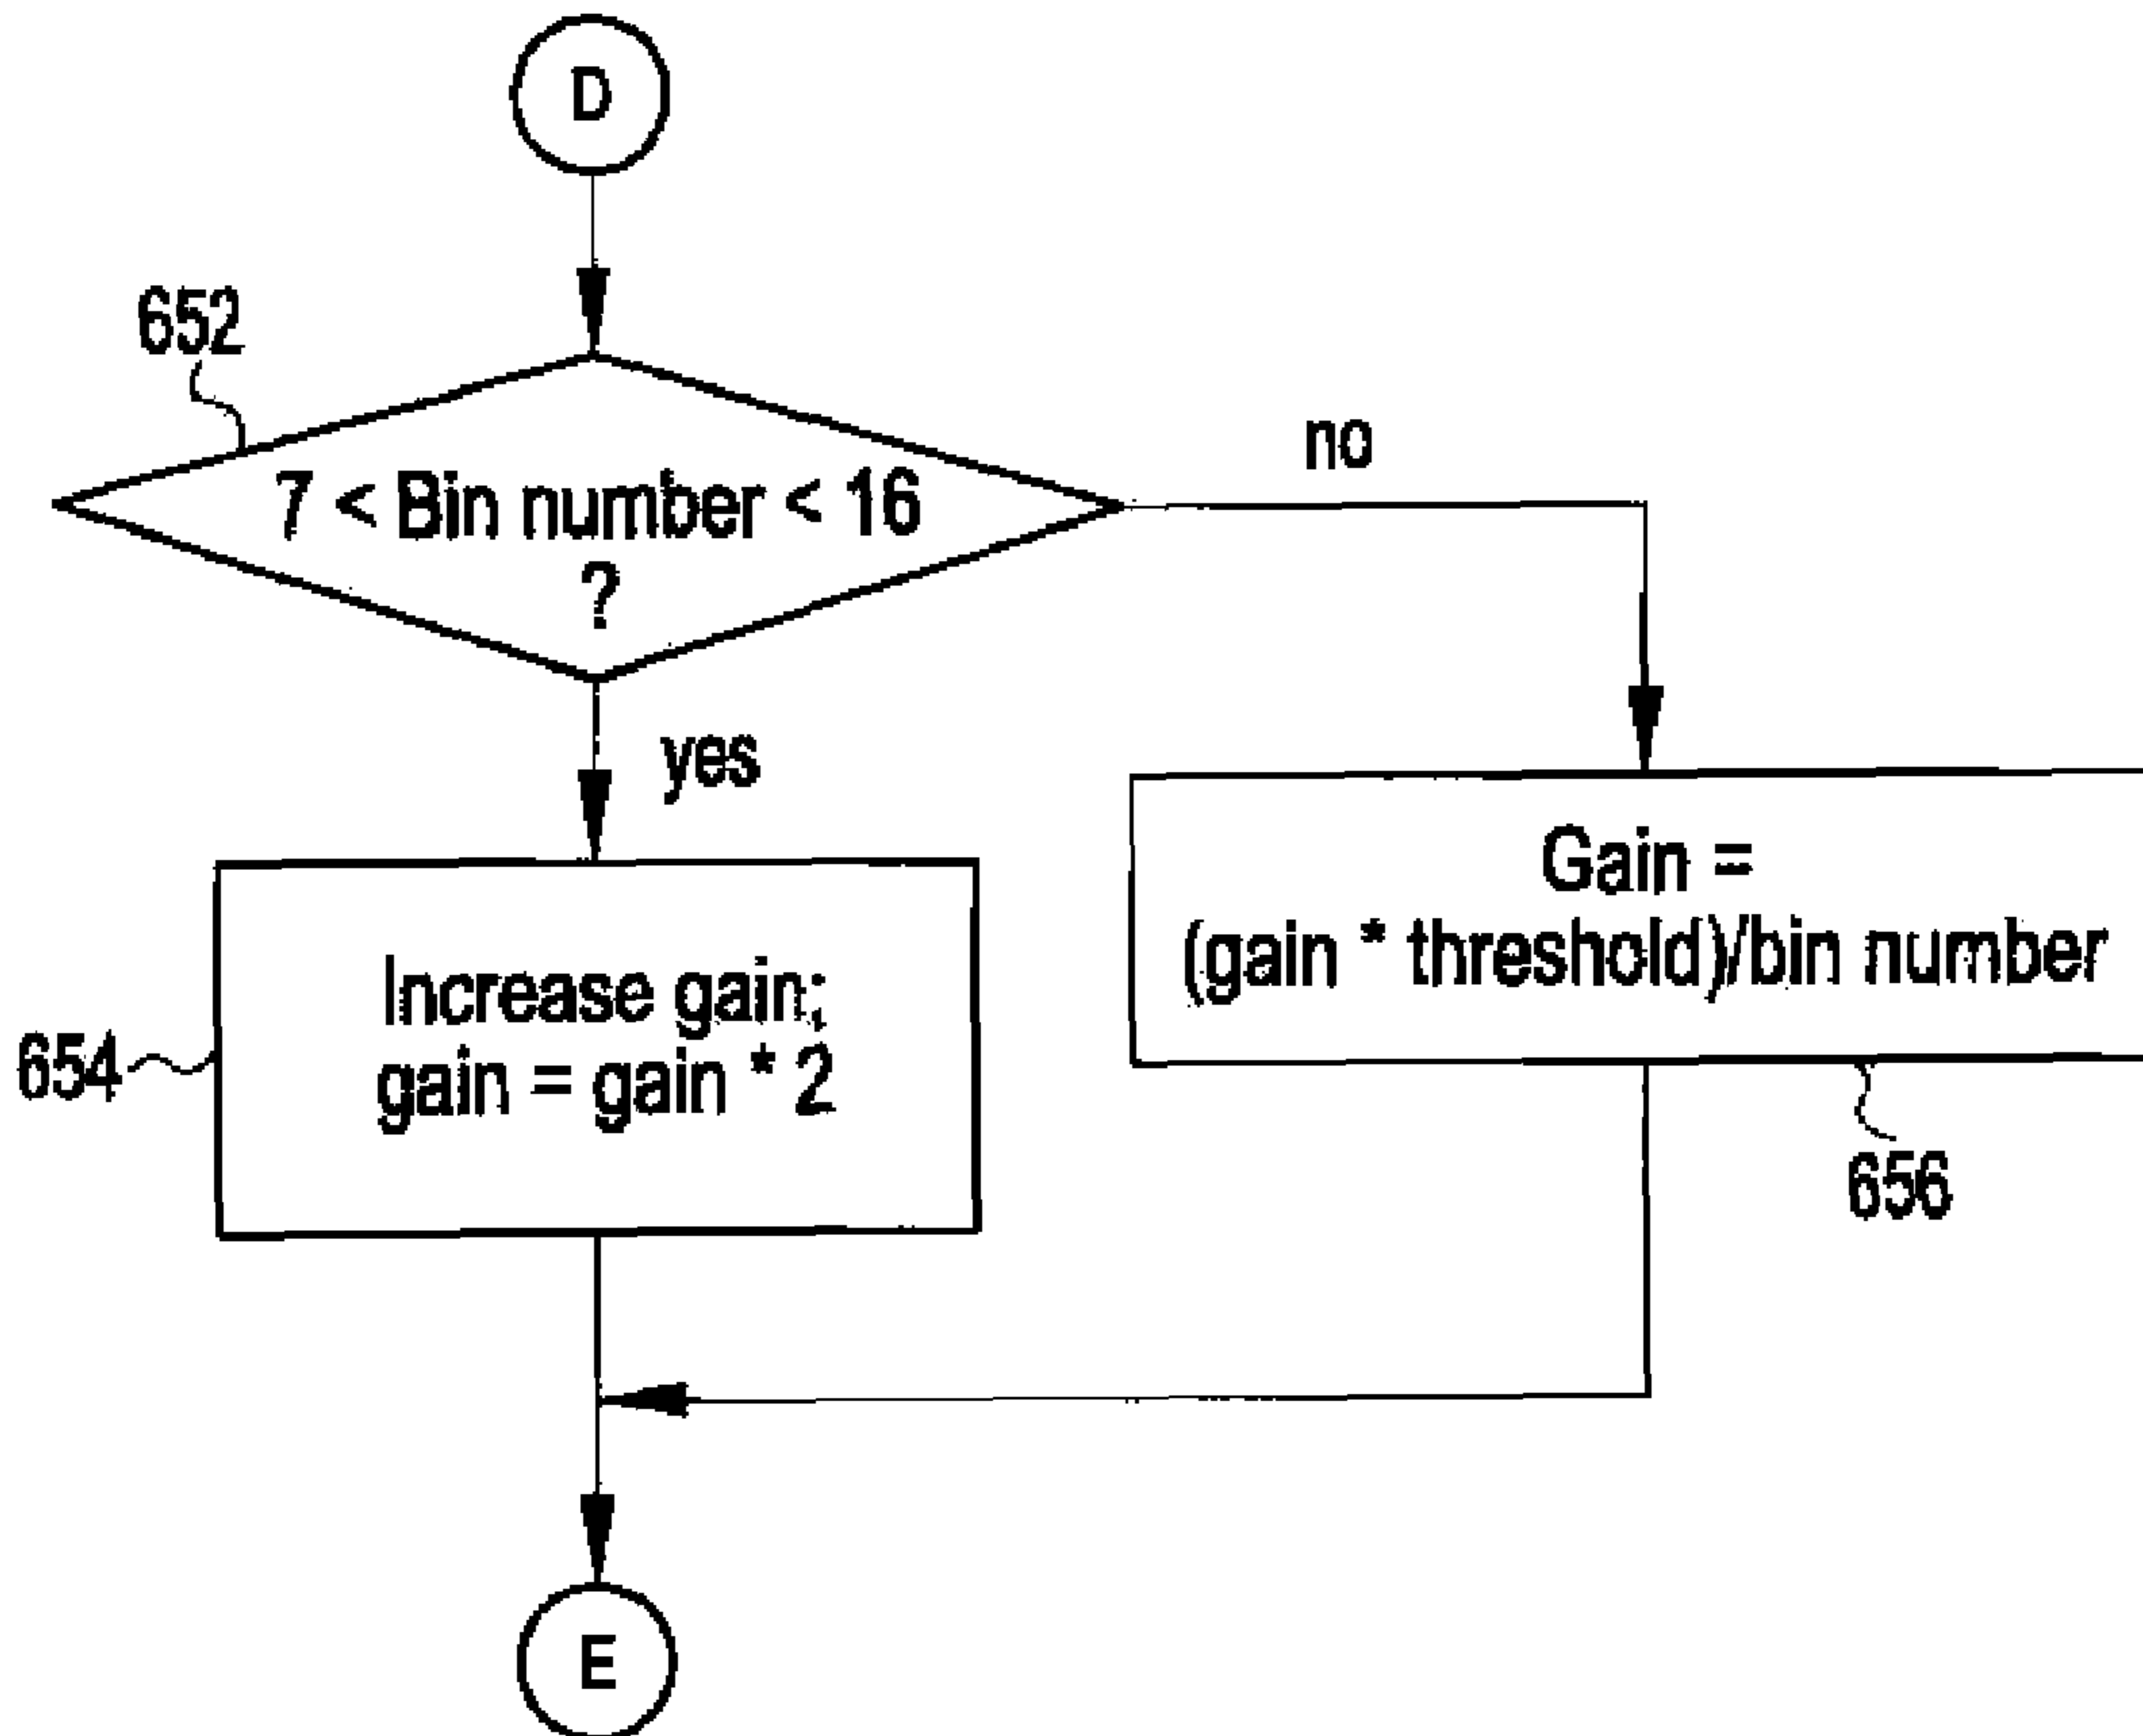 D
652
7 < Bin number < 16
?
no
yes
Gain =
(gain * threshold)/bin number
Increase gain;
gain = gain * 2
654
656
E